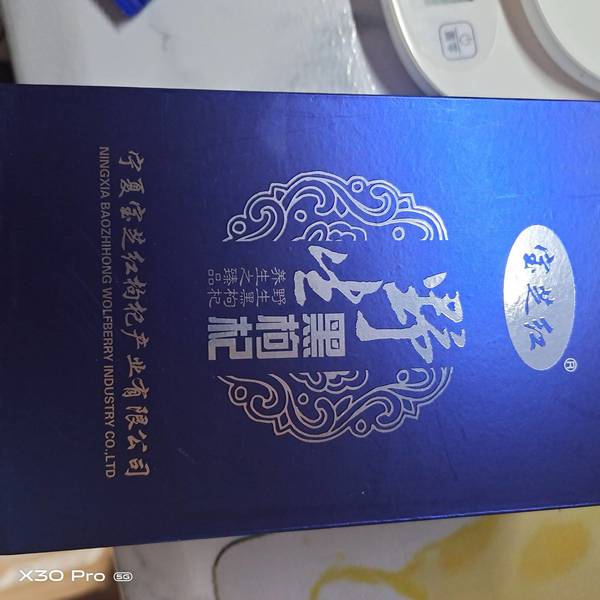 宝芝红
®
野生
黑枸杞
野生黑枸杞
养生之臻品
宁夏宝芝红枸杞产业有限公司
NINGXIA BAOZHIHONG WOLFBERRY INDUSTRY CO.,LTD
X30 Pro 5G